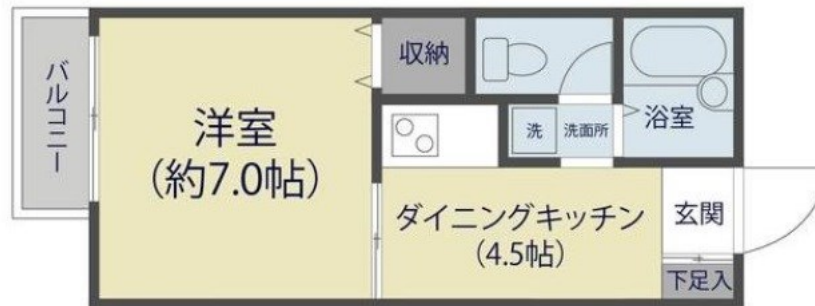 バルコニー
洋室
(約7.0帖)
収納
洗
洗面所
浴室
ダイニングキッチン
(4.5帖)
玄関
下足入